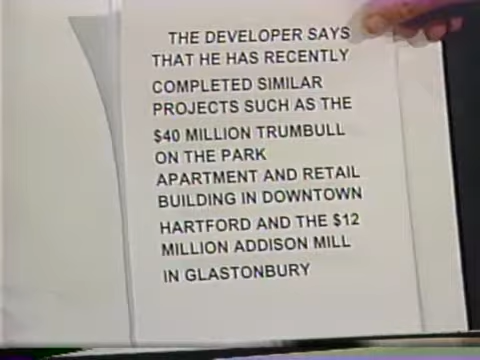 THE DEVELOPER SAYS
THAT HE HAS RECENTLY
COMPLETED SIMILAR
PROJECTS SUCH AS THE
$40 MILLION TRUMBULL
ON THE PARK
APARTMENT AND RETAIL
BUILDING IN DOWNTOWN
HARTFORD AND THE $12
MILLION ADDISON MILL
IN GLASTONBURY